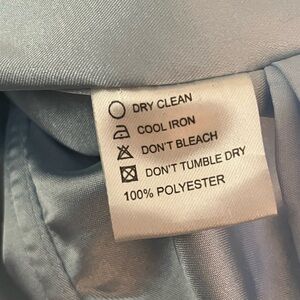 DRY CLEAN
COOL IRON
DON'T BLEACH
DON'T TUMBLE DRY
100% POLYESTER